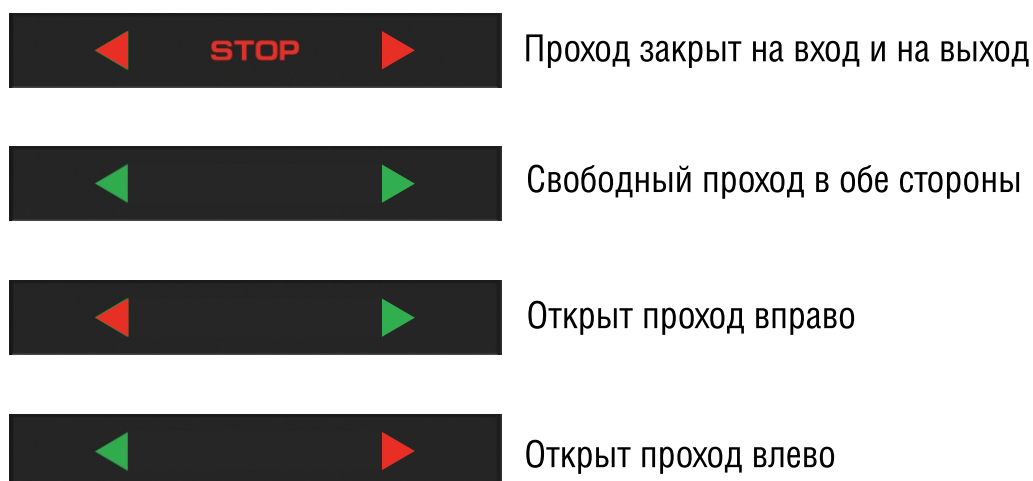 STOP Проход закрыт на вход и на выход
Свободный проход в обе стороны
Открыт проход вправо
Открыт проход влево